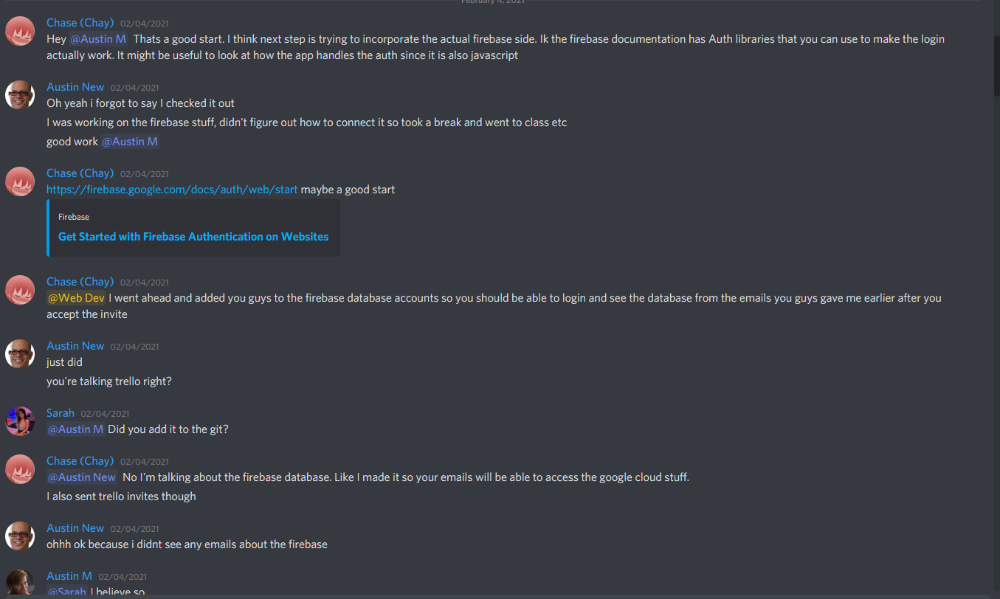 February 4, 2021
Chase (Chay) 02/04/2021
Hey @Austin M Thats a good start. I think next step is trying to incorporate the actual firebase side. Ik the firebase documentation has Auth libraries that you can use to make the login
actually work. It might be useful to look at how the app handles the auth since it is also javascript
Austin New 02/04/2021
Oh yeah i forgot to say I checked it out
I was working on the firebase stuff, didn't figure out how to connect it so took a break and went to class etc
good work @Austin M
Chase (Chay) 02/04/2021
https://firebase.google.com/docs/auth/web/start maybe a good start
Firebase
Get Started with Firebase Authentication on Websites
Chase (Chay) 02/04/2021
@Web Dev I went ahead and added you guys to the firebase database accounts so you should be able to login and see the database from the emails you guys gave me earlier after you
accept the invite
Austin New 02/04/2021
just did
you're talking trello right?
Sarah 02/04/2021
@Austin M Did you add it to the git?
Chase (Chay) 02/04/2021
@Austin New No I'm talking about the firebase database. Like I made it so your emails will be able to access the google cloud stuff.
I also sent trello invites though
Austin New 02/04/2021
ohhh ok because i didnt see any emails about the firebase
Austin M 02/04/2021
@Sarah I believe so